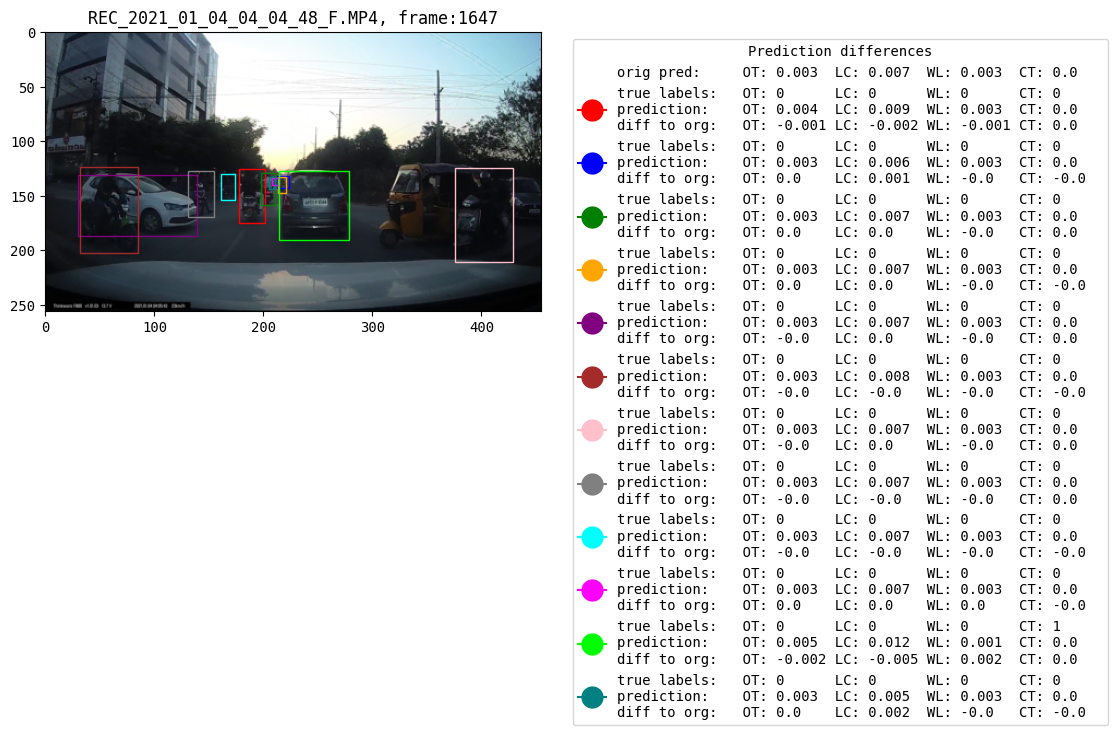 REC_2021_01_04_04_04_48_F.MP4, frame:1647
0
50
100
150
200
250
0 100 200 300 400
Prediction differences
orig pred: OT: 0.003 LC: 0.007 WL: 0.003 CT: 0.0
true labels: OT: 0 LC: 0 WL: 0 CT: 0
prediction: OT: 0.004 LC: 0.009 WL: 0.003 CT: 0.0
diff to org: OT: -0.001 LC: -0.002 WL: -0.001 CT: 0.0
true labels: OT: 0 LC: 0 WL: 0 CT: 0
prediction: OT: 0.003 LC: 0.006 WL: 0.003 CT: 0.0
diff to org: OT: 0.0 LC: 0.001 WL: -0.0 CT: -0.0
true labels: OT: 0 LC: 0 WL: 0 CT: 0
prediction: OT: 0.003 LC: 0.007 WL: 0.003 CT: 0.0
diff to org: OT: 0.0 LC: 0.0 WL: -0.0 CT: 0.0
true labels: OT: 0 LC: 0 WL: 0 CT: 0
prediction: OT: 0.003 LC: 0.007 WL: 0.003 CT: 0.0
diff to org: OT: 0.0 LC: 0.0 WL: -0.0 CT: -0.0
true labels: OT: 0 LC: 0 WL: 0 CT: 0
prediction: OT: 0.003 LC: 0.007 WL: 0.003 CT: 0.0
diff to org: OT: -0.0 LC: 0.0 WL: -0.0 CT: 0.0
true labels: OT: 0 LC: 0 WL: 0 CT: 0
prediction: OT: 0.003 LC: 0.008 WL: 0.003 CT: 0.0
diff to org: OT: -0.0 LC: -0.0 WL: -0.0 CT: -0.0
true labels: OT: 0 LC: 0 WL: 0 CT: 0
prediction: OT: 0.003 LC: 0.007 WL: 0.003 CT: 0.0
diff to org: OT: -0.0 LC: 0.0 WL: -0.0 CT: 0.0
true labels: OT: 0 LC: 0 WL: 0 CT: 0
prediction: OT: 0.003 LC: 0.007 WL: 0.003 CT: 0.0
diff to org: OT: -0.0 LC: -0.0 WL: -0.0 CT: 0.0
true labels: OT: 0 LC: 0 WL: 0 CT: 0
prediction: OT: 0.003 LC: 0.007 WL: 0.003 CT: 0.0
diff to org: OT: -0.0 LC: -0.0 WL: -0.0 CT: -0.0
true labels: OT: 0 LC: 0 WL: 0 CT: 0
prediction: OT: 0.003 LC: 0.007 WL: 0.003 CT: 0.0
diff to org: OT: 0.0 LC: 0.0 WL: 0.0 CT: -0.0
true labels: OT: 0 LC: 0 WL: 0 CT: 1
prediction: OT: 0.005 LC: 0.012 WL: 0.001 CT: 0.0
diff to org: OT: -0.002 LC: -0.005 WL: 0.002 CT: 0.0
true labels: OT: 0 LC: 0 WL: 0 CT: 0
prediction: OT: 0.003 LC: 0.005 WL: 0.003 CT: 0.0
diff to org: OT: 0.0 LC: 0.002 WL: -0.0 CT: -0.0